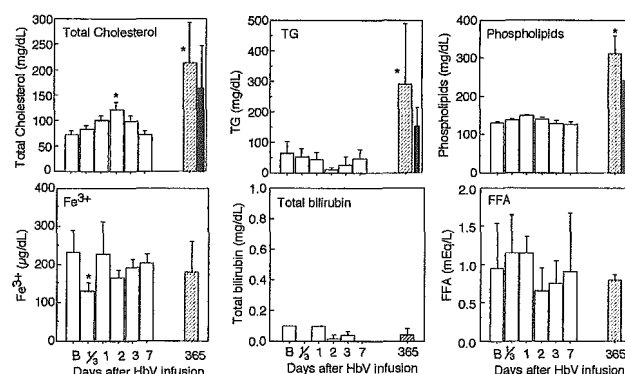 Total Cholesterol
Total Cholesterol (mg/dL)
300
250
200
150
100
50
0
*
*
TG
TG (mg/dL)
500
400
300
200
100
0
*
Phospholipids
Phospholipids (mg/dL)
400
300
200
100
0
*
Fe3+
Fe3+ (µg/dL)
400
300
200
100
0
*
B 1/3 1 2 3 7 365
Days after HbV infusion
Total bilirubin
Total bilirubin (mg/dL)
1.0
0.8
0.6
0.4
0.2
0.0
B 1/3 1 2 3 7 365
Days after HbV infusion
FFA
FFA (mEq/L)
2.0
1.5
1.0
0.5
0.0
B 1/3 1 2 3 7 365
Days after HbV infusion